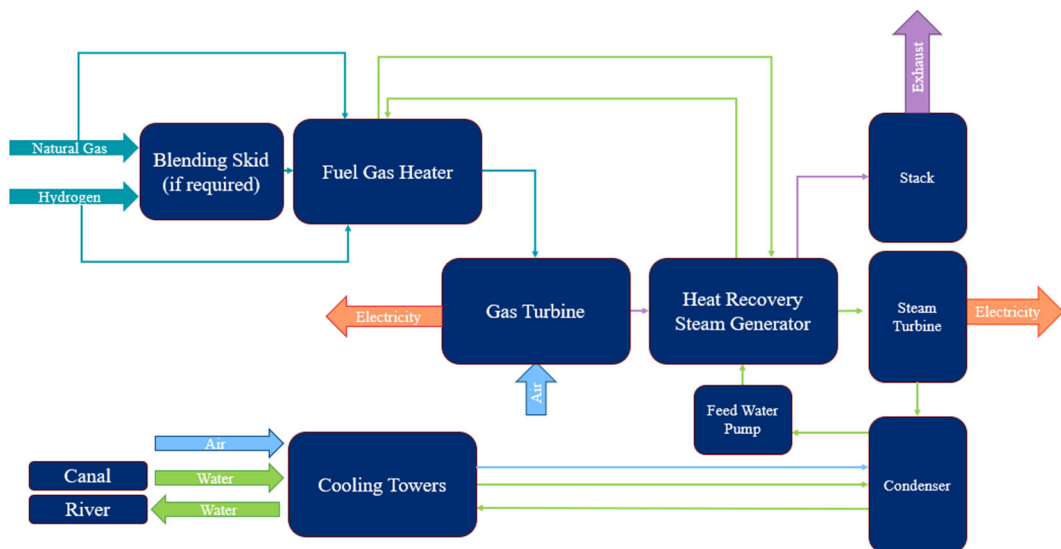 Exhaust
Natural Gas
Blending Skid
(if required)
Fuel Gas Heater
Stack
Hydrogen
Electricity
Gas Turbine
Heat Recovery
Steam Generator
Steam
Turbine
Electricity
Air
Feed Water
Pump
Air
Canal
Water
Cooling Towers
Condenser
River
Water